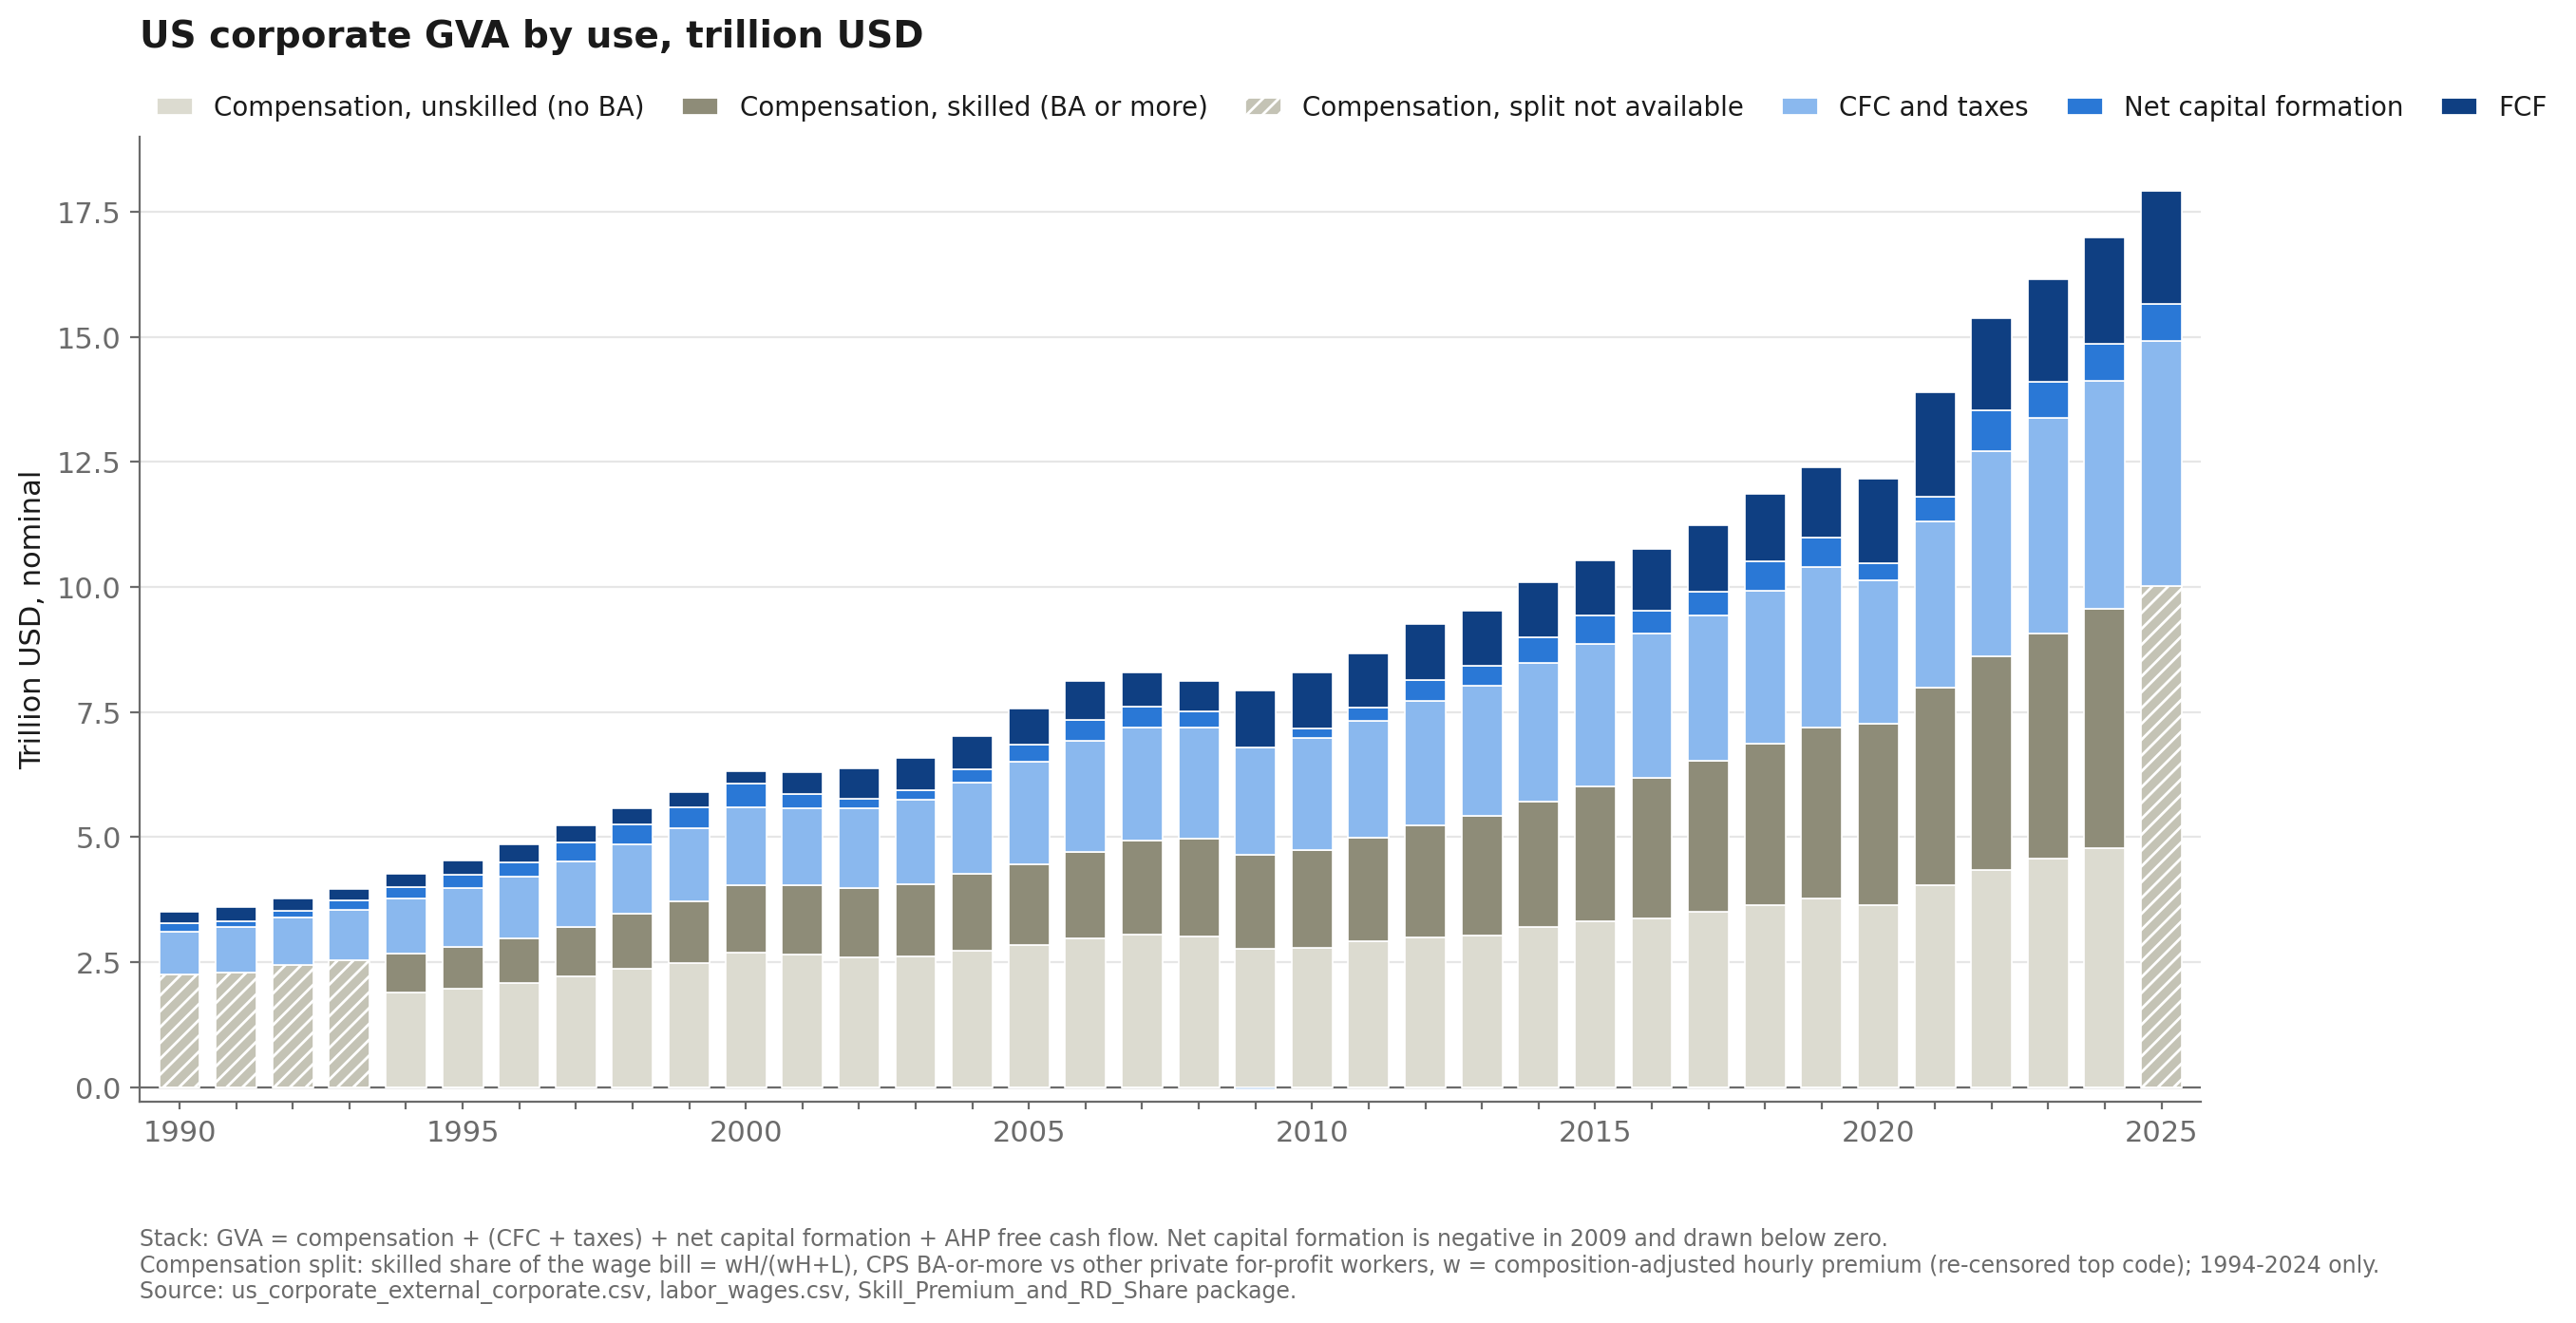 US corporate GVA by use, trillion USD
Compensation, unskilled (no BA) Compensation, skilled (BA or more) Compensation, split not available CFC and taxes Net capital formation FCF
Trillion USD, nominal
17.5
15.0
12.5
10.0
7.5
5.0
2.5
0.0
1990 1995 2000 2005 2010 2015 2020 2025
Stack: GVA = compensation + (CFC + taxes) + net capital formation + AHP free cash flow. Net capital formation is negative in 2009 and drawn below zero.
Compensation split: skilled share of the wage bill = wH/(wH+L), CPS BA-or-more vs other private for-profit workers, w = composition-adjusted hourly premium (re-censored top code); 1994-2024 only.
Source: us_corporate_external_corporate.csv, labor_wages.csv, Skill_Premium_and_RD_Share package.